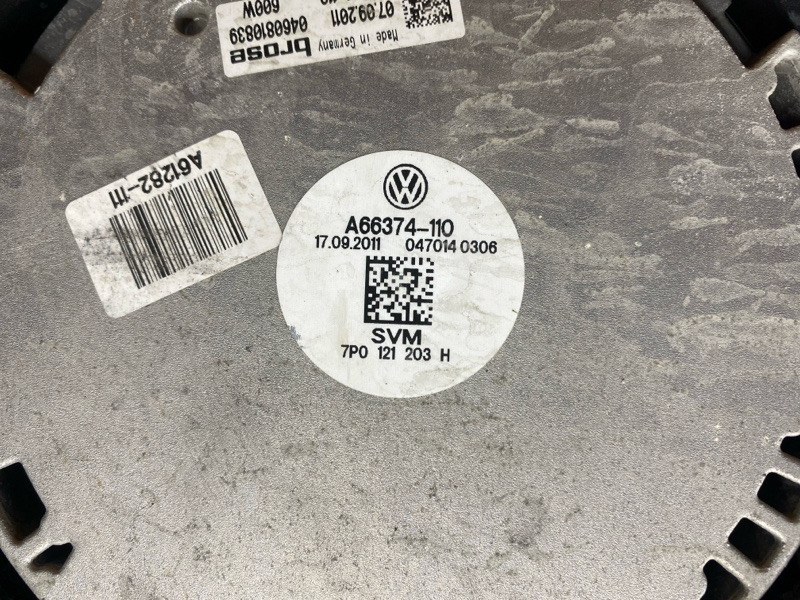 brose
Made in Germany
0460810839
07.09.2011
600W
A61282-111
A66374-110
17.09.2011 047014 0306
SVM
7P0 121 203 H